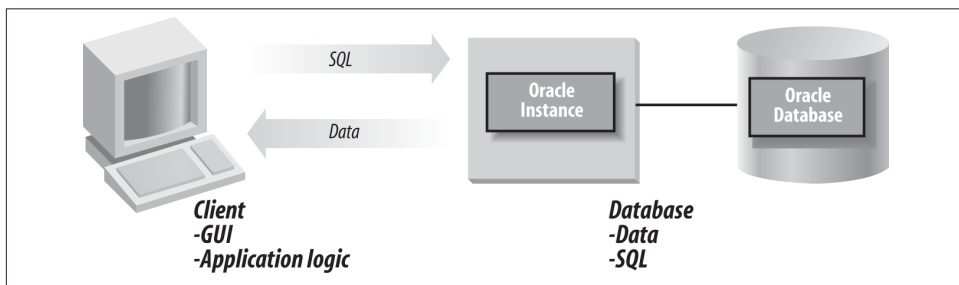 SQL
Data
Oracle
Instance
Oracle
Database
Client
-GUI
-Application logic
Database
-Data
-SQL